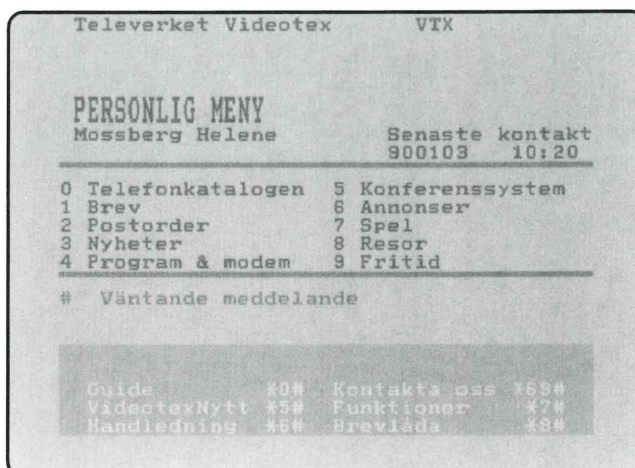 Televerket Videotex VTX
PERSONLIG MENY
Mossberg Helene Senaste kontakt
900103 10:20
0 Telefonkatalogen 5 Konferenssystem
1 Brev 6 Annonser
2 Postorder 7 Spel
3 Nyheter 8 Resor
4 Program & modem 9 Fritid
# Väntande meddelande
Guide *0# Kontakta oss *69#
VideotexNytt *5# Funktioner *7#
Handledning *6# Brevlåda *8#